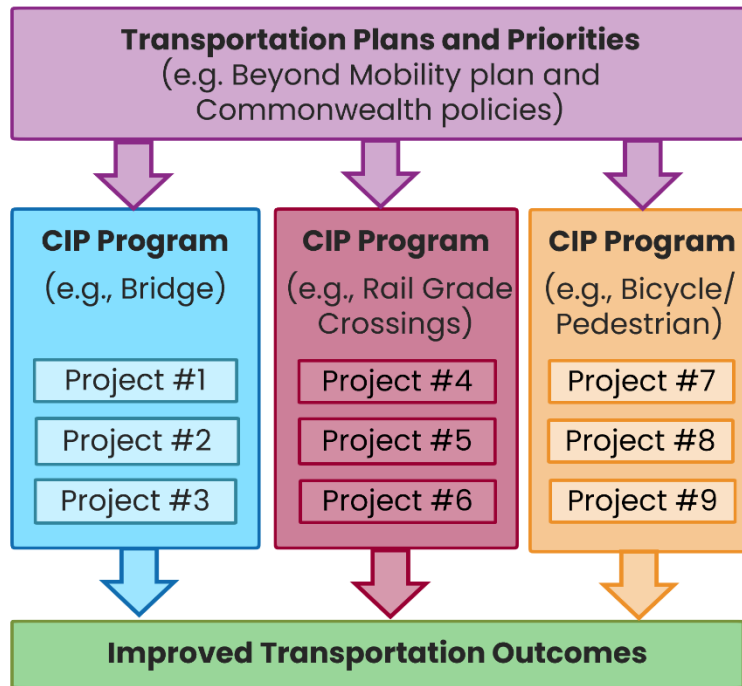 Transportation Plans and Priorities
(e.g. Beyond Mobility plan and
Commonwealth policies)
CIP Program
(e.g., Bridge)
Project #1
Project #2
Project #3
CIP Program
(e.g., Rail Grade
Crossings)
Project #4
Project #5
Project #6
CIP Program
(e.g., Bicycle/
Pedestrian)
Project #7
Project #8
Project #9
Improved Transportation Outcomes